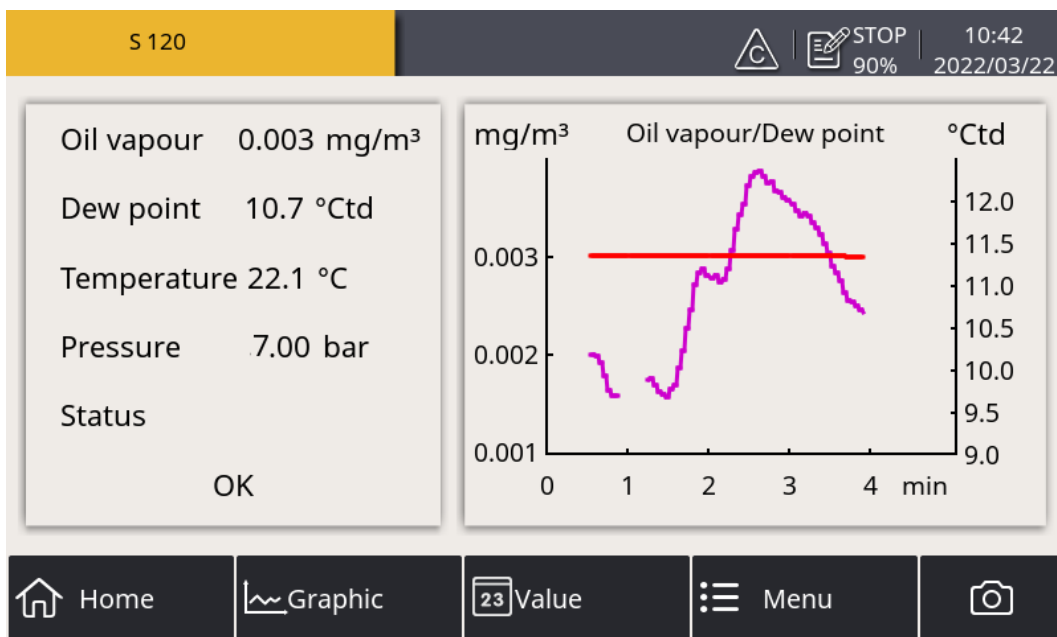 S 120
C
STOP 10:42
90% 2022/03/22
Oil vapour 0.003 mg/m³
Dew point 10.7 °Ctd
Temperature 22.1 °C
Pressure 7.00 bar
Status
OK
mg/m³ Oil vapour/Dew point °Ctd
0.003
0.002
0.001
12.0
11.5
11.0
10.5
10.0
9.5
9.0
0 1 2 3 4 min
Home
Graphic
23 Value
Menu